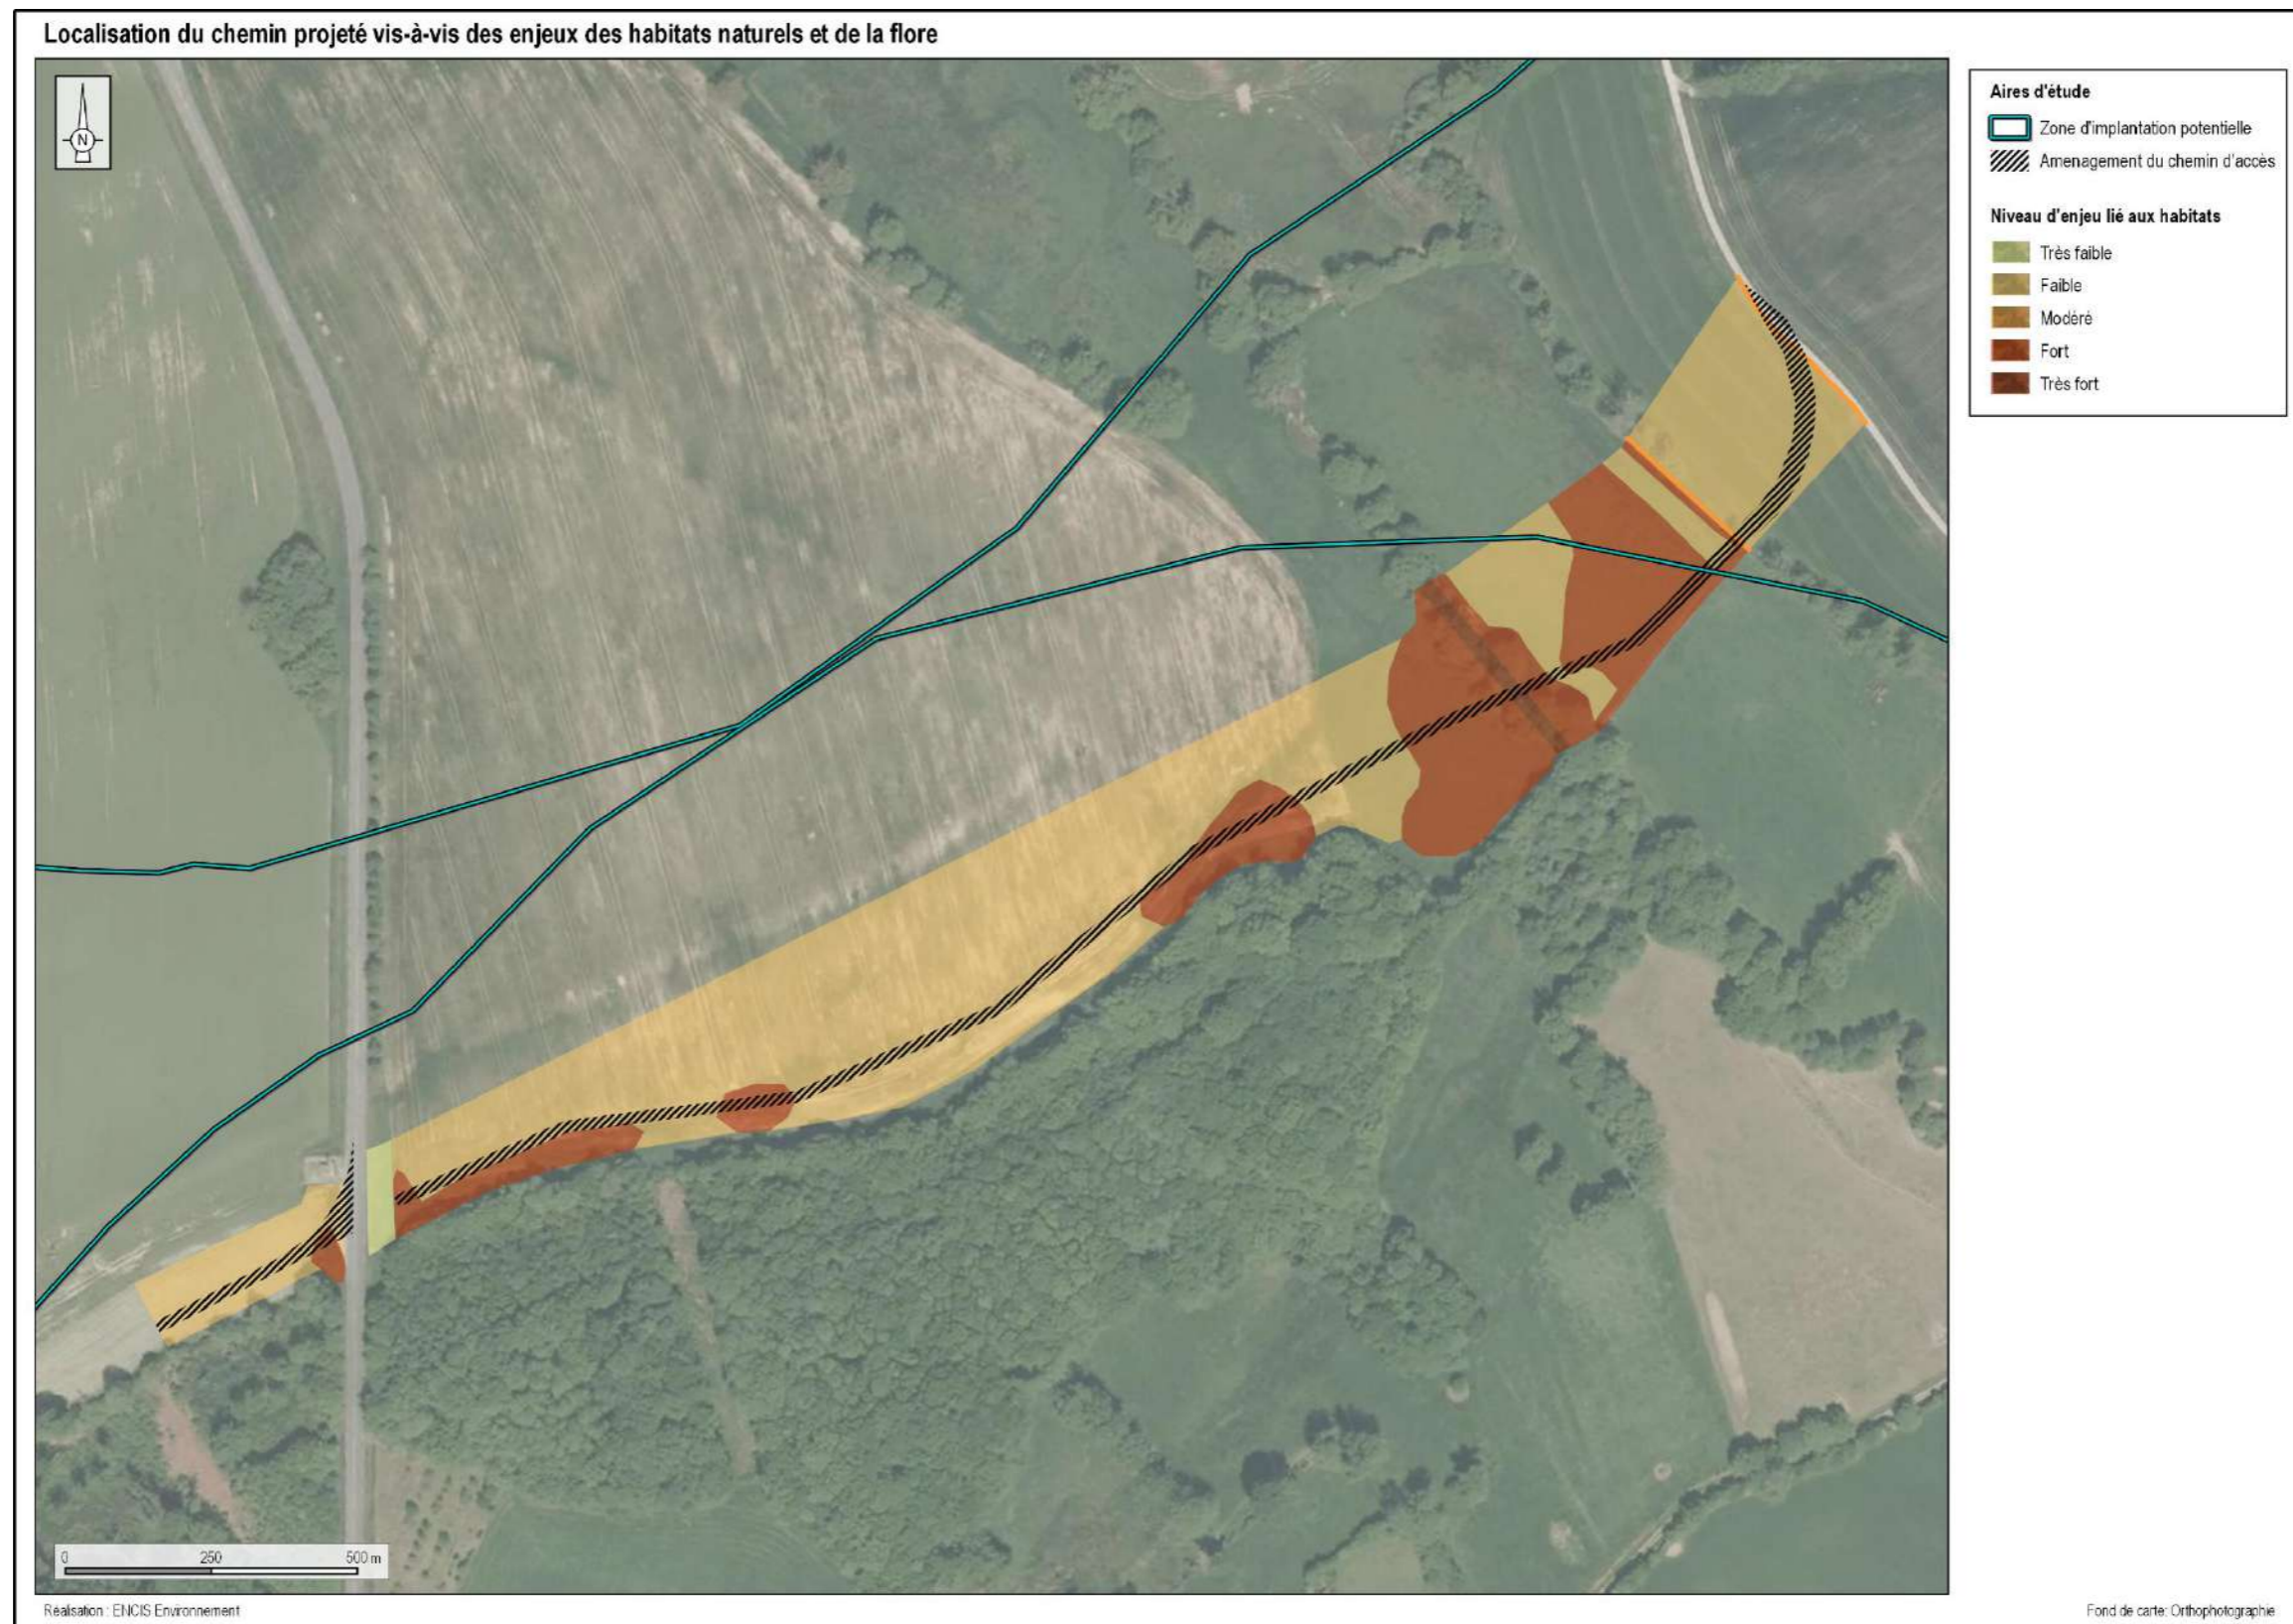 Localisation du chemin projeté vis-à-vis des enjeux des habitats naturels et de la flore
N
Aires d'étude
Zone d'implantation potentielle
Amenagement du chemin d'accès
Niveau d'enjeu lié aux habitats
Très faible
Faible
Modéré
Fort
Très fort
0 250 500 m
Réalisation : ENCIS Environnement
Fond de carte: Orthophotographie